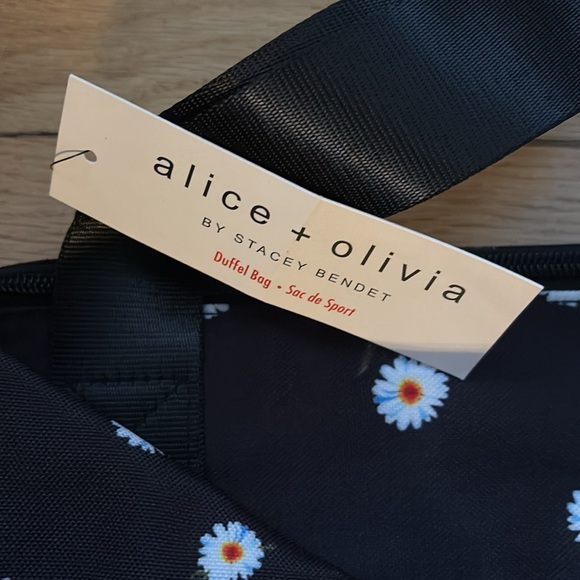 alice + olivia
BY STACEY BENDET
Duffel Bag • Sac de Sport